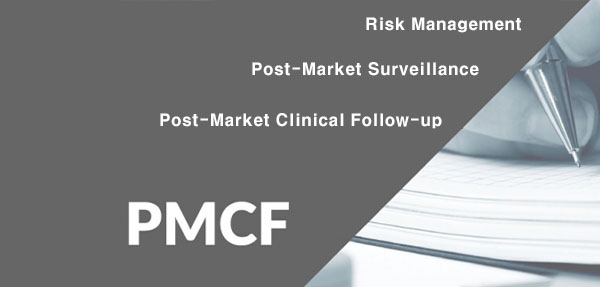 Risk Management
Post-Market Surveillance
Post-Market Clinical Follow-up
PMCF